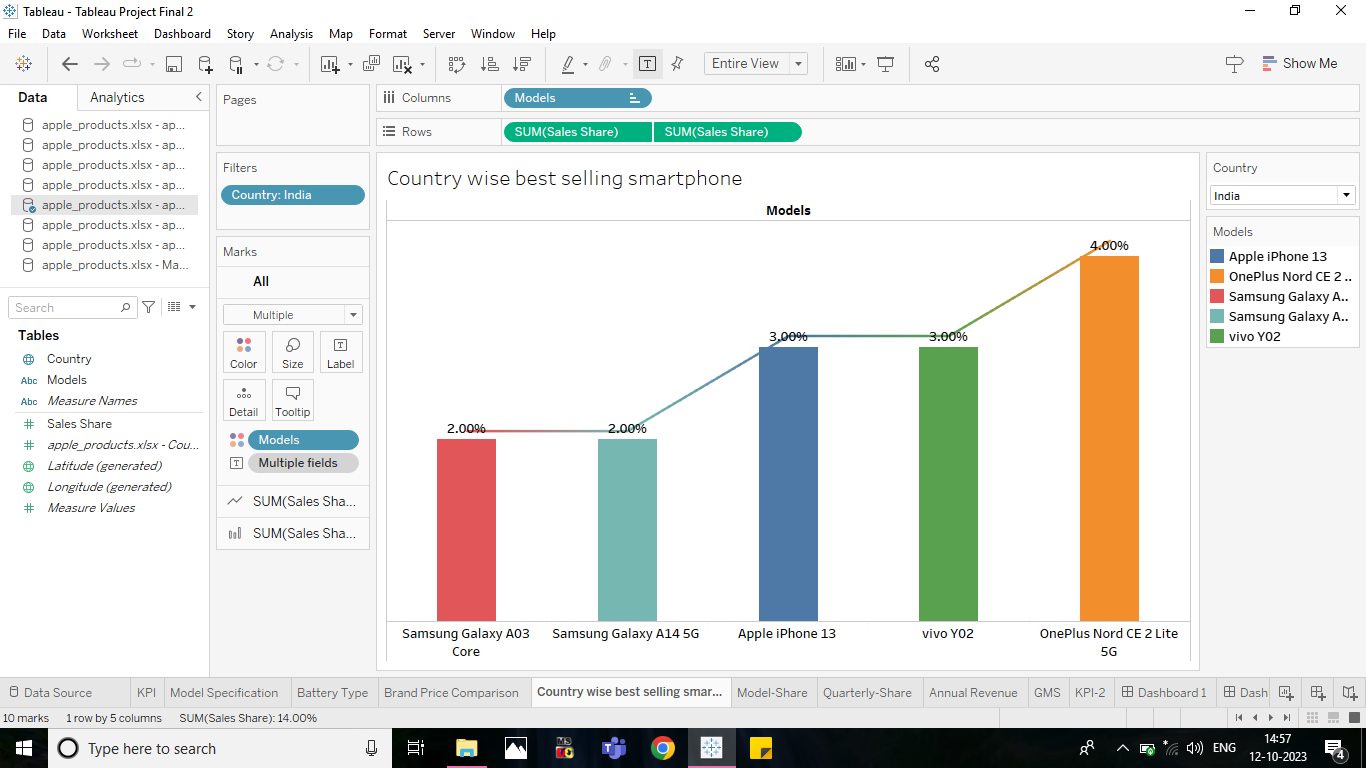 Tableau - Tableau Project Final 2
File Data Worksheet Dashboard Story Analysis Map Format Server Window Help
Entire View
Show Me
Data Analytics
apple_products.xlsx - ap...
apple_products.xlsx - ap...
apple_products.xlsx - ap...
apple_products.xlsx - ap...
apple_products.xlsx - ap...
apple_products.xlsx - ap...
apple_products.xlsx - ap...
apple_products.xlsx - Ma...
Search
Tables
Country
Abc Models
Abc Measure Names
Sales Share
apple_products.xlsx - Cou...
Latitude (generated)
Longitude (generated)
Measure Values
Pages
Filters
Country: India
Marks
All
Multiple
Color Size Label
Detail Tooltip
Models
Multiple fields
SUM(Sales Sha...
SUM(Sales Sha...
Columns Models
Rows SUM(Sales Share) SUM(Sales Share)
Country wise best selling smartphone
Models
4.00%
3.00% 3.00%
2.00% 2.00%
Samsung Galaxy A03 Core
Samsung Galaxy A14 5G
Apple iPhone 13
vivo Y02
OnePlus Nord CE 2 Lite
5G
Country
India
Models
Apple iPhone 13
OnePlus Nord CE 2 ..
Samsung Galaxy A..
Samsung Galaxy A..
vivo Y02
Data Source KPI Model Specification Battery Type Brand Price Comparison Country wise best selling smar... Model-Share Quarterly-Share Annual Revenue GMS KPI-2 Dashboard 1 Dash
10 marks 1 row by 5 columns SUM(Sales Share): 14.00%
Type here to search
ENG
14:57
12-10-2023
4